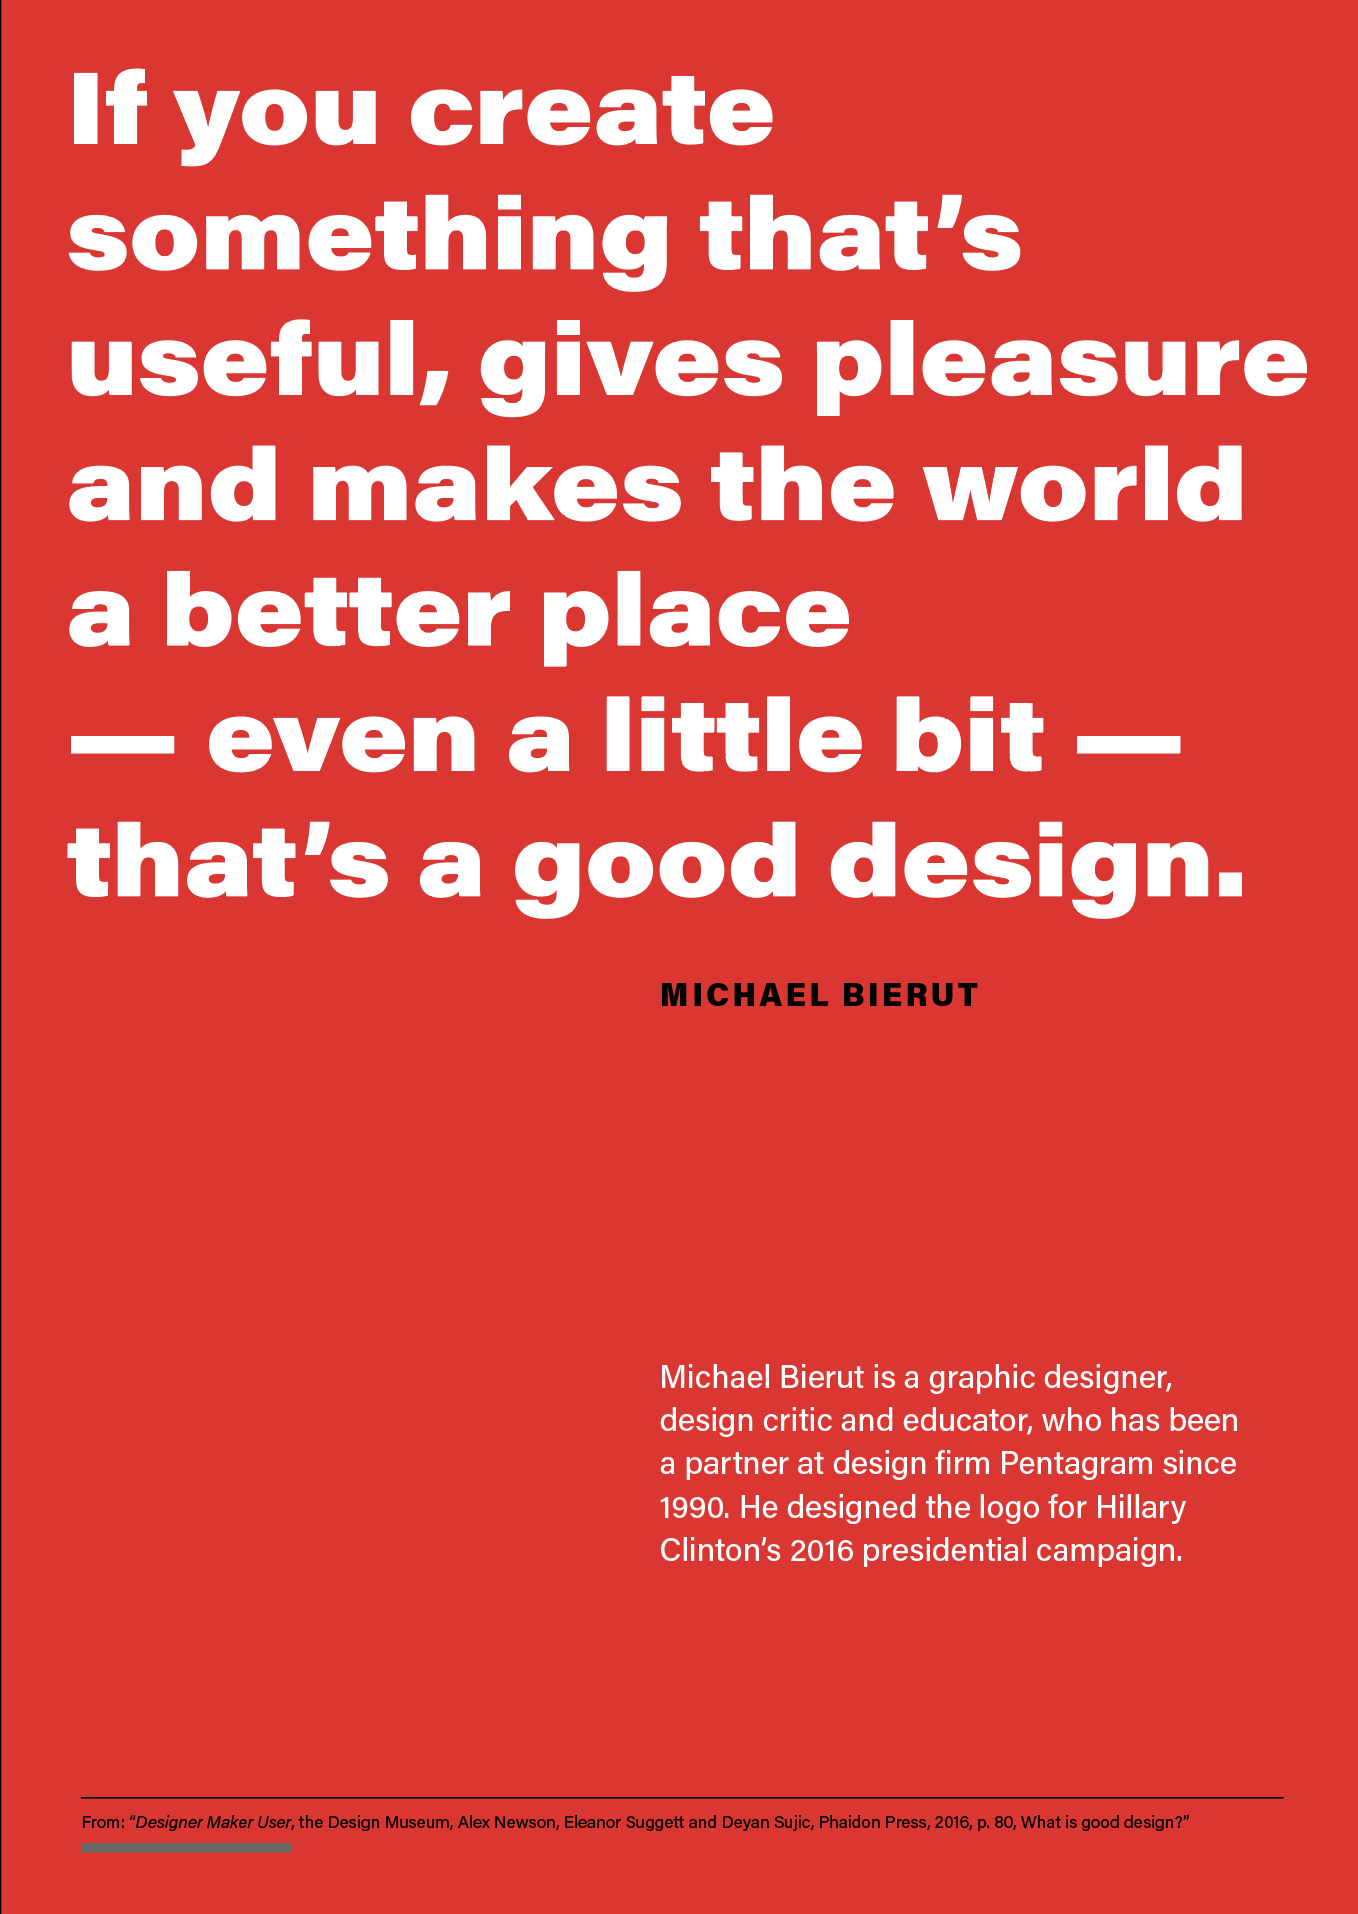 If you create
something that’s
useful, gives pleasure
and makes the world
a better place
— even a little bit —
that’s a good design.
MICHAEL BIERUT
Michael Bierut is a graphic designer,
design critic and educator, who has been
a partner at design firm Pentagram since
1990. He designed the logo for Hillary
Clinton’s 2016 presidential campaign.
From: “Designer Maker User, the Design Museum, Alex Newson, Eleanor Suggett and Deyan Sujic, Phaidon Press, 2016, p. 80, What is good design?”